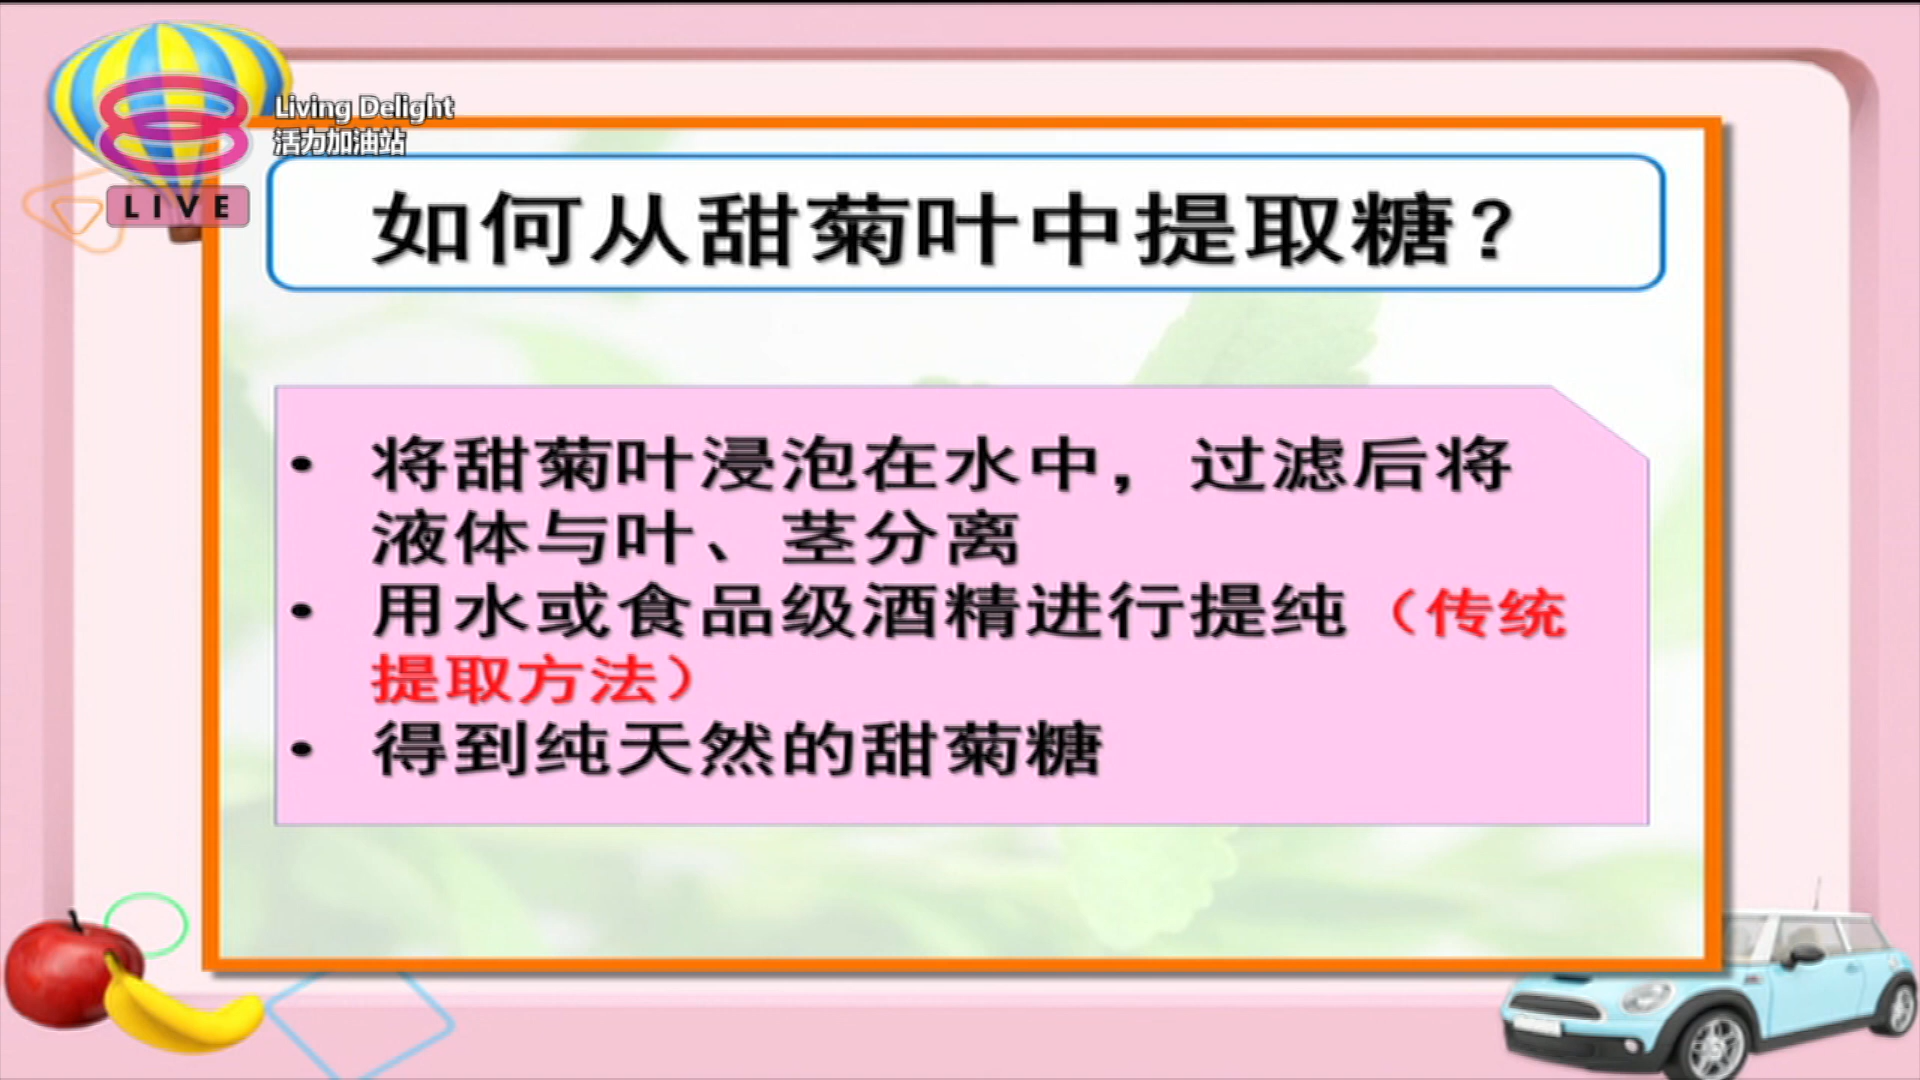 Living Delight
活力加油站
LIVE
如何从甜菊叶中提取糖？
• 将甜菊叶浸泡在水中，过滤后将
液体与叶、茎分离
• 用水或食品级酒精进行提纯（传统
提取方法）
• 得到纯天然的甜菊糖